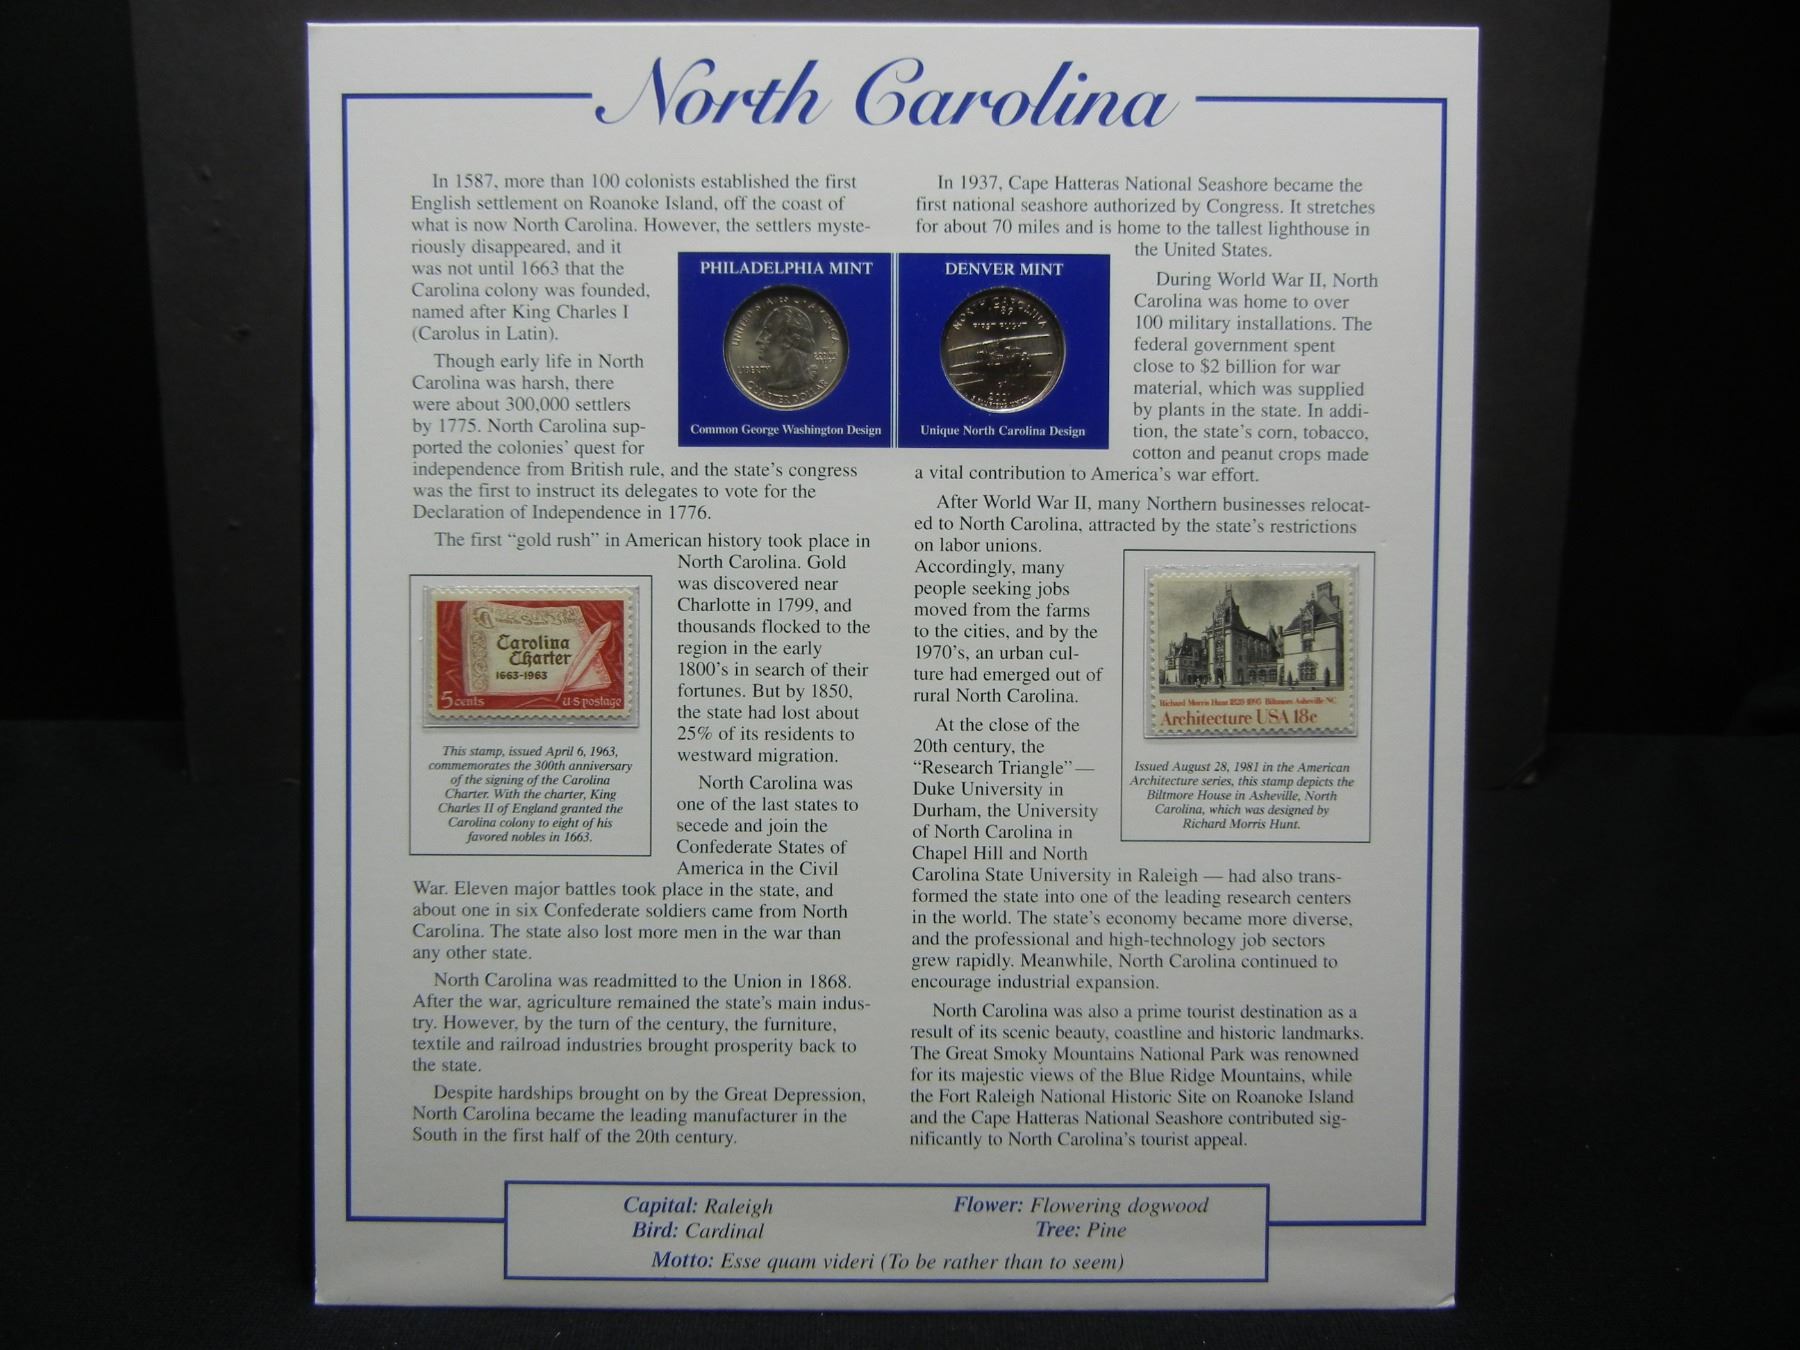 North Carolina
In 1587, more than 100 colonists established the first
English settlement on Roanoke Island, off the coast of
what is now North Carolina. However, the settlers myste-
riously disappeared, and it
was not until 1663 that the
Carolina colony was founded,
named after King Charles I
(Carolus in Latin).
Though early life in North
Carolina was harsh, there
were about 300,000 settlers
by 1775. North Carolina sup-
ported the colonies' quest for
independence from British rule, and the state's congress
was the first to instruct its delegates to vote for the
Declaration of Independence in 1776.
The first "gold rush" in American history took place in
North Carolina. Gold
was discovered near
Charlotte in 1799, and
thousands flocked to the
region in the early
1800's in search of their
fortunes. But by 1850,
the state had lost about
25% of its residents to
westward migration.
North Carolina was
one of the last states to
secede and join the
Confederate States of
America in the Civil
War. Eleven major battles took place in the state, and
about one in six Confederate soldiers came from North
Carolina. The state also lost more men in the war than
any other state.
North Carolina was readmitted to the Union in 1868.
After the war, agriculture remained the state's main indus-
try. However, by the turn of the century, the furniture,
textile and railroad industries brought prosperity back to
the state.
Despite hardships brought on by the Great Depression,
North Carolina became the leading manufacturer in the
South in the first half of the 20th century.
Carolina
Charter
1663-1963
5 cents U.S. postage
This stamp, issued April 6, 1963,
commemorates the 300th anniversary
of the signing of the Carolina
Charter. With the charter, King
Charles II of England granted the
Carolina colony to eight of his
favored nobles in 1663.
PHILADELPHIA MINT
UNITED STATES OF AMERICA
LIBERTY
QUARTER DOLLAR
Common George Washington Design
DENVER MINT
NORTH CAROLINA
1789
FIRST FLIGHT
2001
E PLURIBUS UNUM
Unique North Carolina Design
In 1937, Cape Hatteras National Seashore became the
first national seashore authorized by Congress. It stretches
for about 70 miles and is home to the tallest lighthouse in
the United States.
During World War II, North
Carolina was home to over
100 military installations. The
federal government spent
close to $2 billion for war
material, which was supplied
by plants in the state. In addi-
tion, the state's corn, tobacco,
cotton and peanut crops made
a vital contribution to America's war effort.
After World War II, many Northern businesses relocat-
ed to North Carolina, attracted by the state's restrictions
on labor unions.
Accordingly, many
people seeking jobs
moved from the farms
to the cities, and by the
1970's, an urban cul-
ture had emerged out of
rural North Carolina.
At the close of the
20th century, the
"Research Triangle" —
Duke University in
Durham, the University
of North Carolina in
Chapel Hill and North
Carolina State University in Raleigh — had also trans-
formed the state into one of the leading research centers
in the world. The state's economy became more diverse,
and the professional and high-technology job sectors
grew rapidly. Meanwhile, North Carolina continued to
encourage industrial expansion.
North Carolina was also a prime tourist destination as a
result of its scenic beauty, coastline and historic landmarks.
The Great Smoky Mountains National Park was renowned
for its majestic views of the Blue Ridge Mountains, while
the Fort Raleigh National Historic Site on Roanoke Island
and the Cape Hatteras National Seashore contributed sig-
nificantly to North Carolina's tourist appeal.
Richard Morris Hunt 1828-1895 Biltmore Asheville NC
Architecture USA 18c
Issued August 28, 1981 in the American
Architecture series, this stamp depicts the
Biltmore House in Asheville, North
Carolina, which was designed by
Richard Morris Hunt.
Capital: Raleigh
Flower: Flowering dogwood
Bird: Cardinal
Tree: Pine
Motto: Esse quam videri (To be rather than to seem)